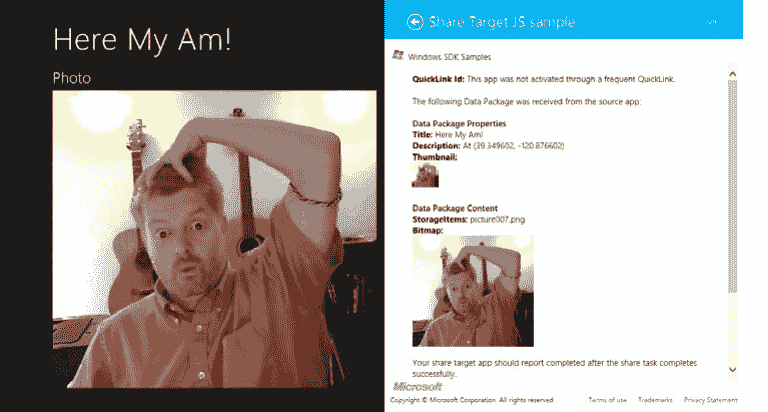 Here My Am!
Photo
Share Target JS sample
Windows SDK Samples
QuickLink Id: This app was not activated through a frequent QuickLink.
The following Data Package was received from the source app:
Data Package Properties
Title: Here My Am!
Description: At (39.349602, -120.876602)
Thumbnail:
Data Package Content
StorageItems: picture007.png
Bitmap:
Your share target app should report completed after the share task completes
successfully.
Microsoft
Copyright © Microsoft Corporation. All rights reserved.
Terms of use Trademarks Privacy Statement